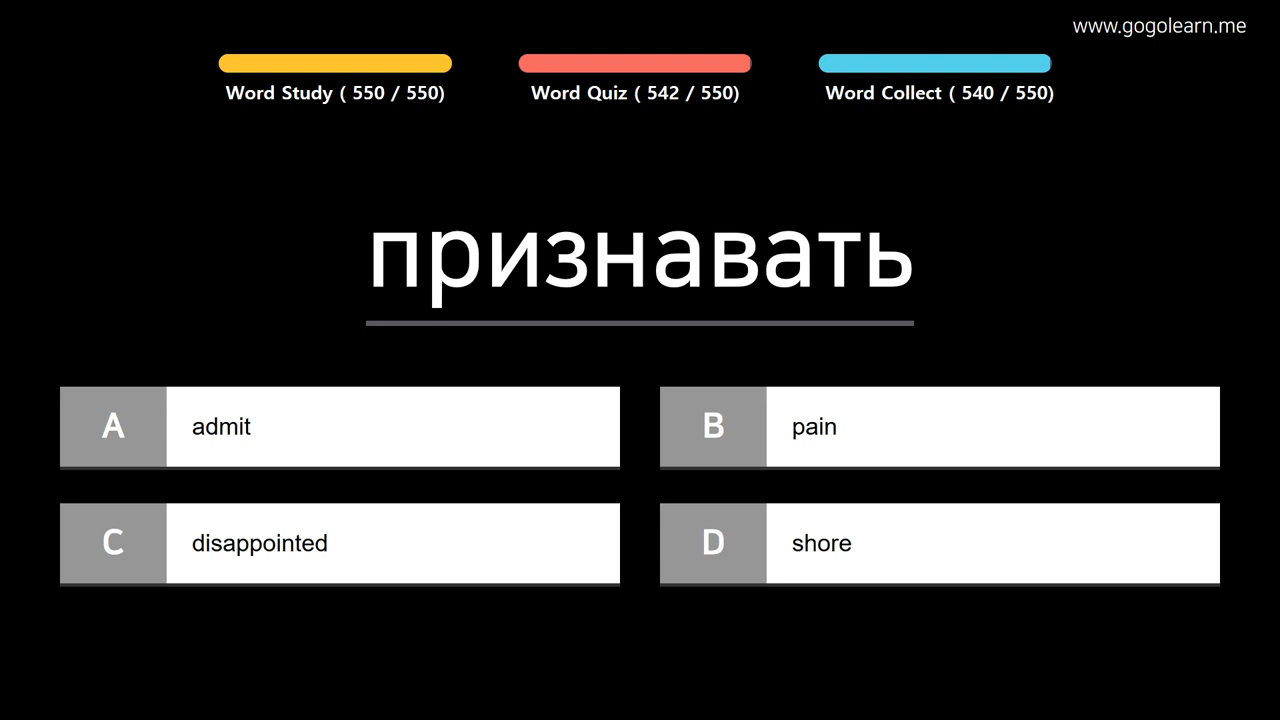 www.gogolearn.me
Word Study ( 550 / 550)
Word Quiz ( 542 / 550)
Word Collect ( 540 / 550)
признавать
A admit
B pain
C disappointed
D shore